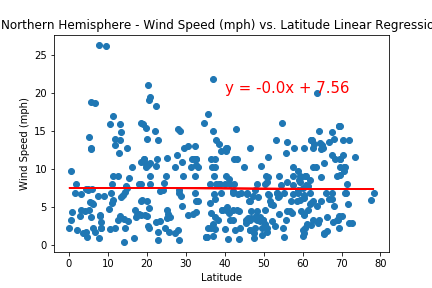 Northern Hemisphere - Wind Speed (mph) vs. Latitude Linear Regressio
25
20
15
10
5
0
Wind Speed (mph)
y = -0.0x + 7.56
0 10 20 30 40 50 60 70 80
Latitude